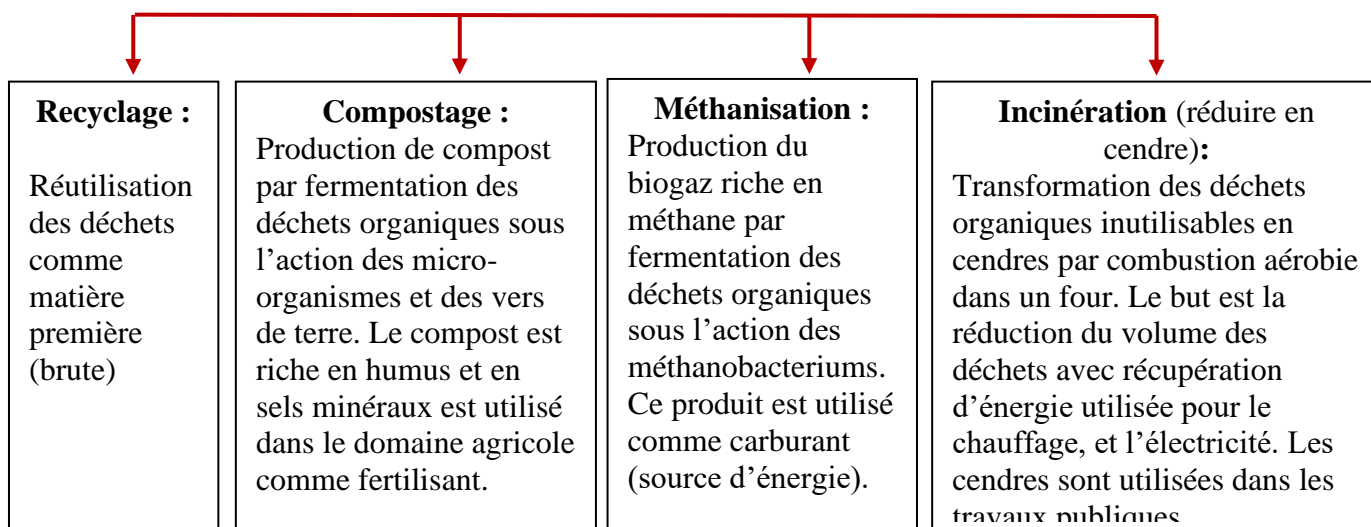 Recyclage :
Réutilisation
des déchets
comme
matière
première
(brute)
Compostage :
Production de compost
par fermentation des
déchets organiques sous
l’action des micro-
organismes et des vers
de terre. Le compost est
riche en humus et en
sels minéraux est utilisé
dans le domaine agricole
comme fertilisant.
Méthanisation :
Production du
biogaz riche en
méthane par
fermentation des
déchets organiques
sous l’action des
méthanobacteriums.
Ce produit est utilisé
comme carburant
(source d’énergie).
Incinération (réduire en
cendre):
Transformation des déchets
organiques inutilisables en
cendres par combustion aérobie
dans un four. Le but est la
réduction du volume des
déchets avec récupération
d’énergie utilisée pour le
chauffage, et l’électricité. Les
cendres sont utilisées dans les
travaux publiques